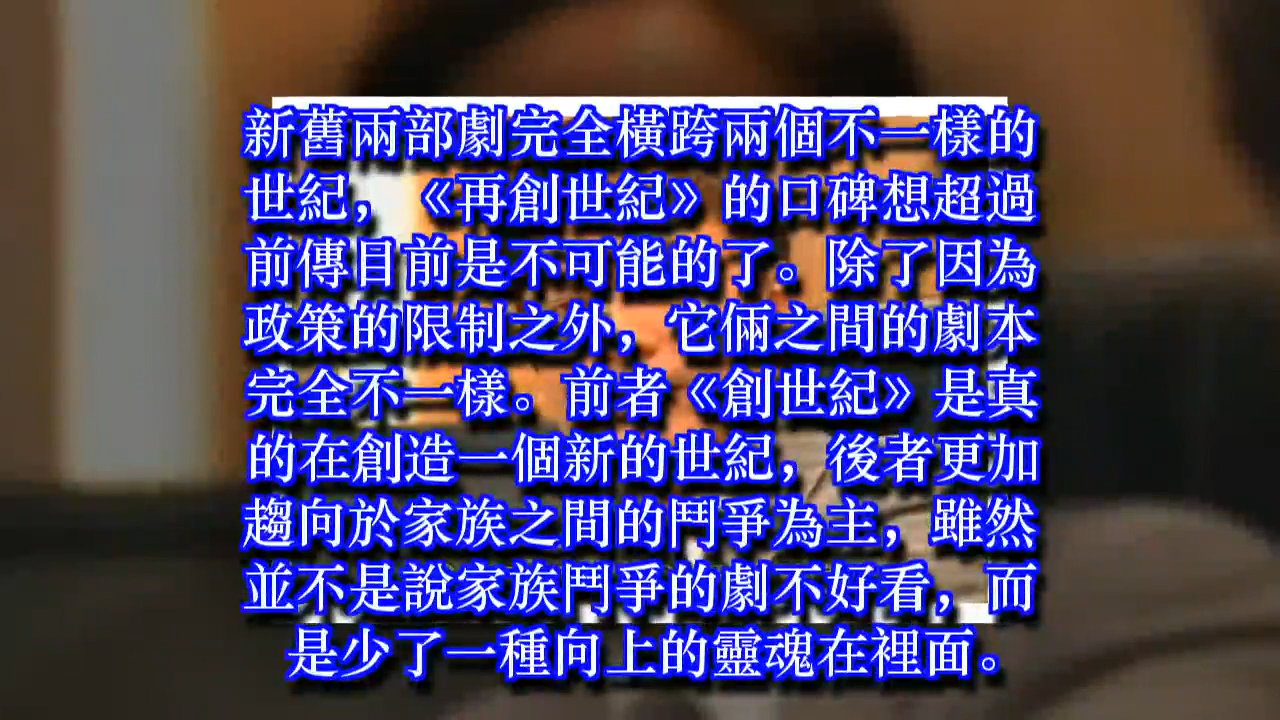 新舊兩部劇完全橫跨兩個不一樣的
世紀，《再創世紀》的口碑想超過
前傳目前是不可能的了。除了因為
政策的限制之外，它倆之間的劇本
完全不一樣。前者《創世紀》是真
的在創造一個新的世紀，後者更加
趨向於家族之間的鬥爭為主，雖然
並不是說家族鬥爭的劇不好看，而
是少了一種向上的靈魂在裡面。